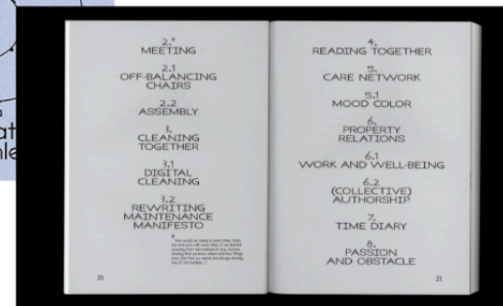 2.*
MEETING
2.1
OFF-BALANCING
CHAIRS
2.2
ASSEMBLY
3.
CLEANING
TOGETHER
3.1
DIGITAL
CLEANING
3.2
REWRITING
MAINTENANCE
MANIFESTO
20
4.
READING TOGETHER
5.
CARE NETWORK
5.1
MOOD COLOR
6.
PROPERTY
RELATIONS
6.1
WORK AND WELL-BEING
6.2
(COLLECTIVE)
AUTHORSHIP
7.
TIME DIARY
8.
PASSION
AND OBSTACLE
21